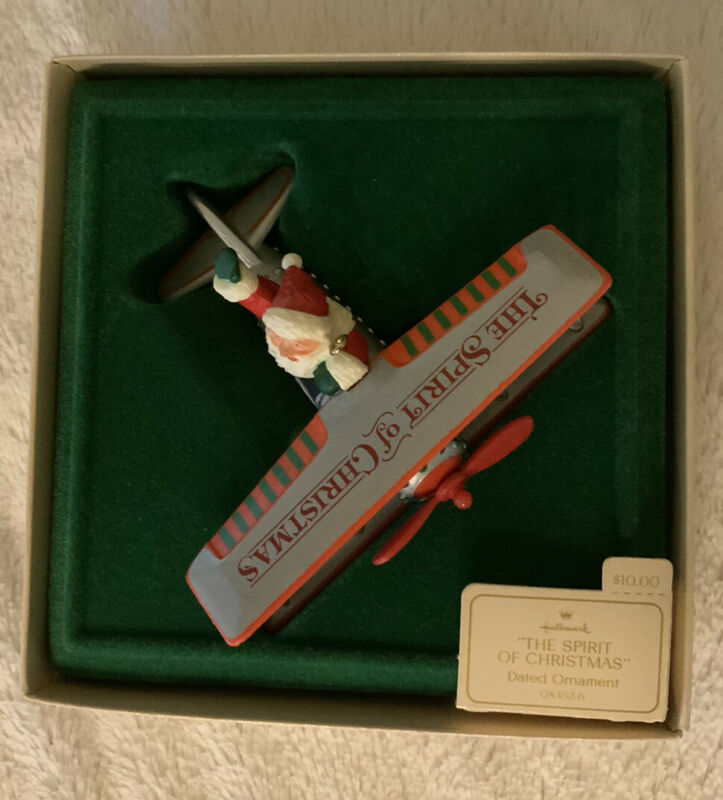 THE SPIRIT of CHRISTMAS
$10.00
Hallmark
"THE SPIRIT
OF CHRISTMAS"
Dated Ornament
QX452-6